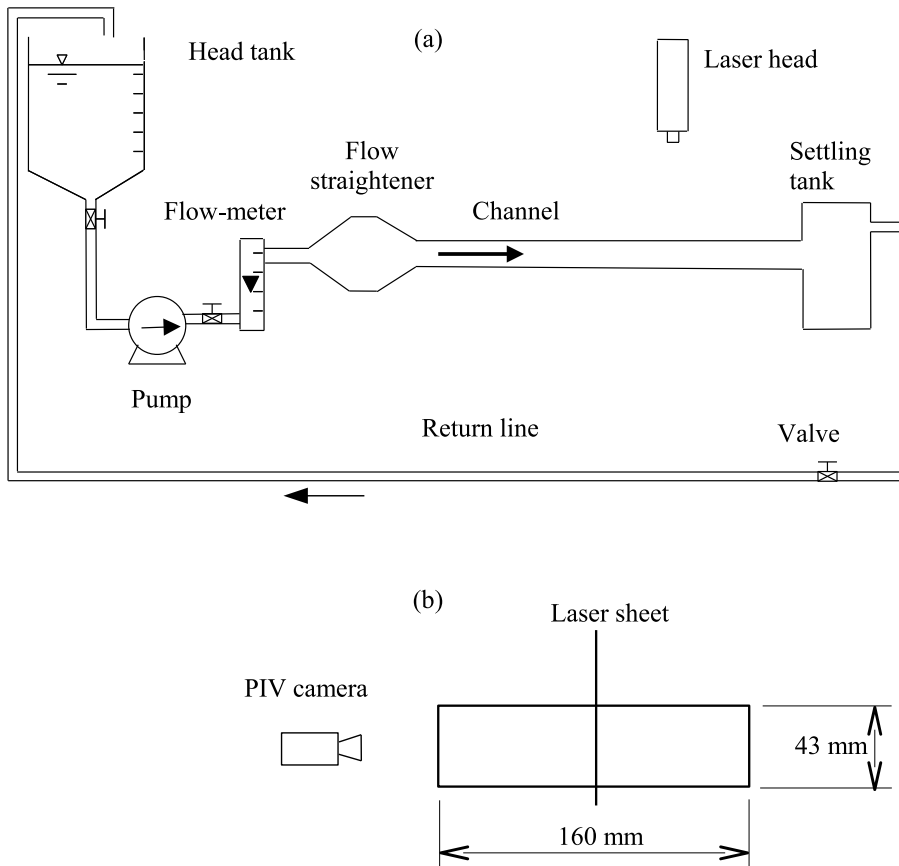 (a)
Head tank
Laser head
Flow
straightener
Settling
tank
Flow-meter
Channel
Pump
Return line
Valve
(b)
Laser sheet
PIV camera
43 mm
160 mm